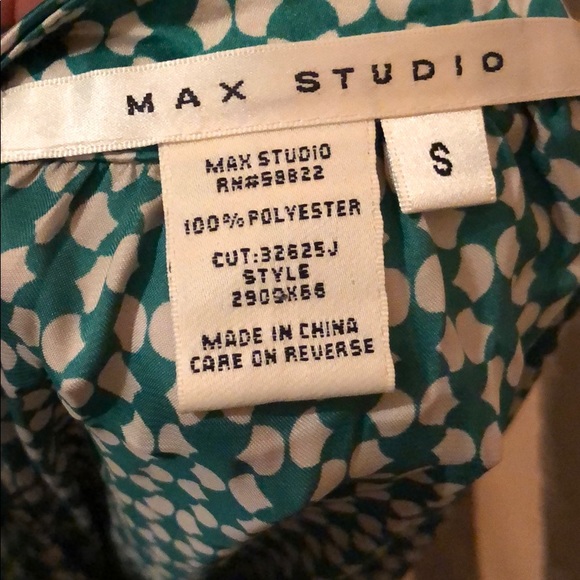 MAX STUDIO
S
MAX STUDIO
RN#59822
100% POLYESTER
CUT:32625J
STYLE
2909X66
MADE IN CHINA
CARE ON REVERSE